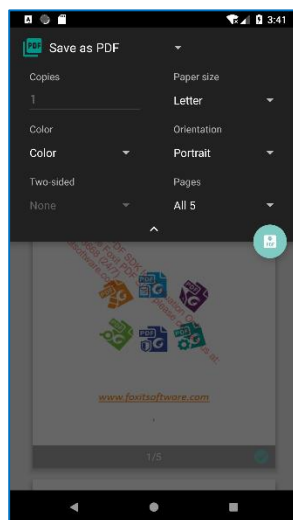 3:41
PDF Save as PDF
Copies Paper size
1 Letter
Color Orientation
Color Portrait
Two-sided Pages
None All 5
PDF
www.foxitsoftware.com
1/5